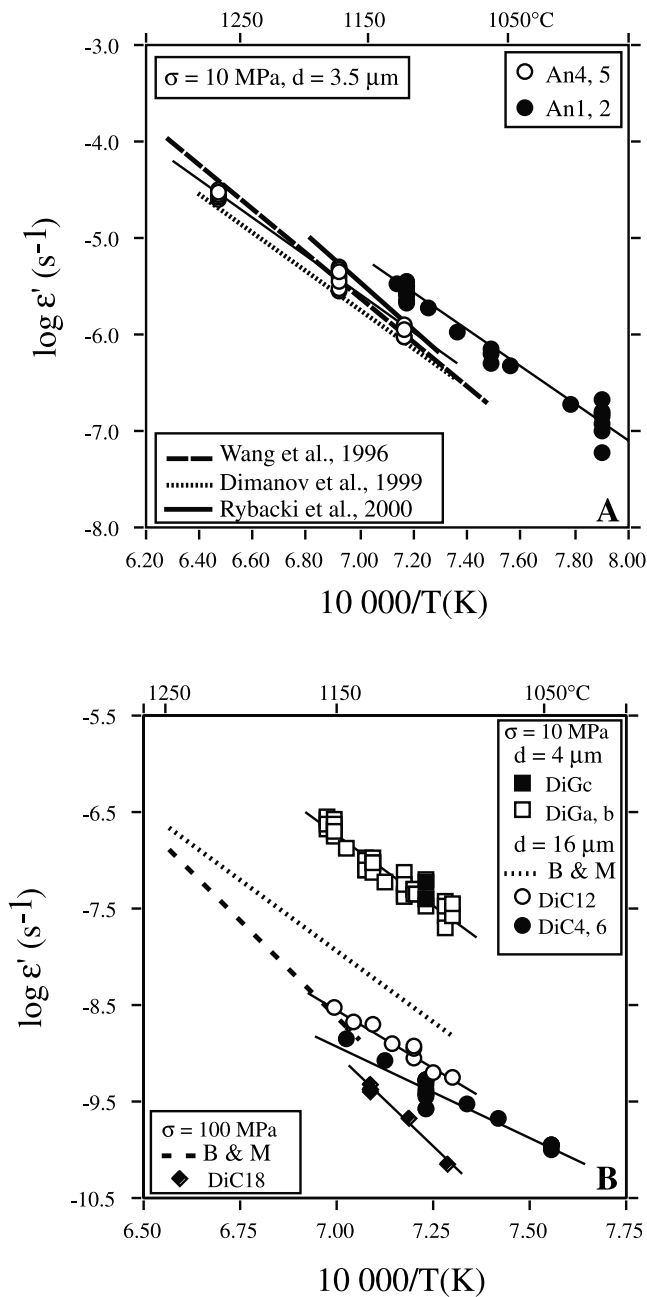 1250 1150 1050°C
-3.0
σ = 10 MPa, d = 3.5 μm
An4, 5
An1, 2
-4.0
-5.0
log ε' (s-1)
-6.0
-7.0
Wang et al., 1996
Dimanov et al., 1999
Rybacki et al., 2000
A
-8.0
6.20 6.40 6.60 6.80 7.00 7.20 7.40 7.60 7.80 8.00
10 000/T(K)
1250 1150 1050°C
-5.5
σ = 10 MPa
d = 4 μm
DiGc
DiGa, b
d = 16 μm
B & M
DiC12
DiC4, 6
-6.5
-7.5
log ε' (s-1)
-8.5
-9.5
σ = 100 MPa
B & M
DiC18
B
-10.5
6.50 6.75 7.00 7.25 7.50 7.75
10 000/T(K)